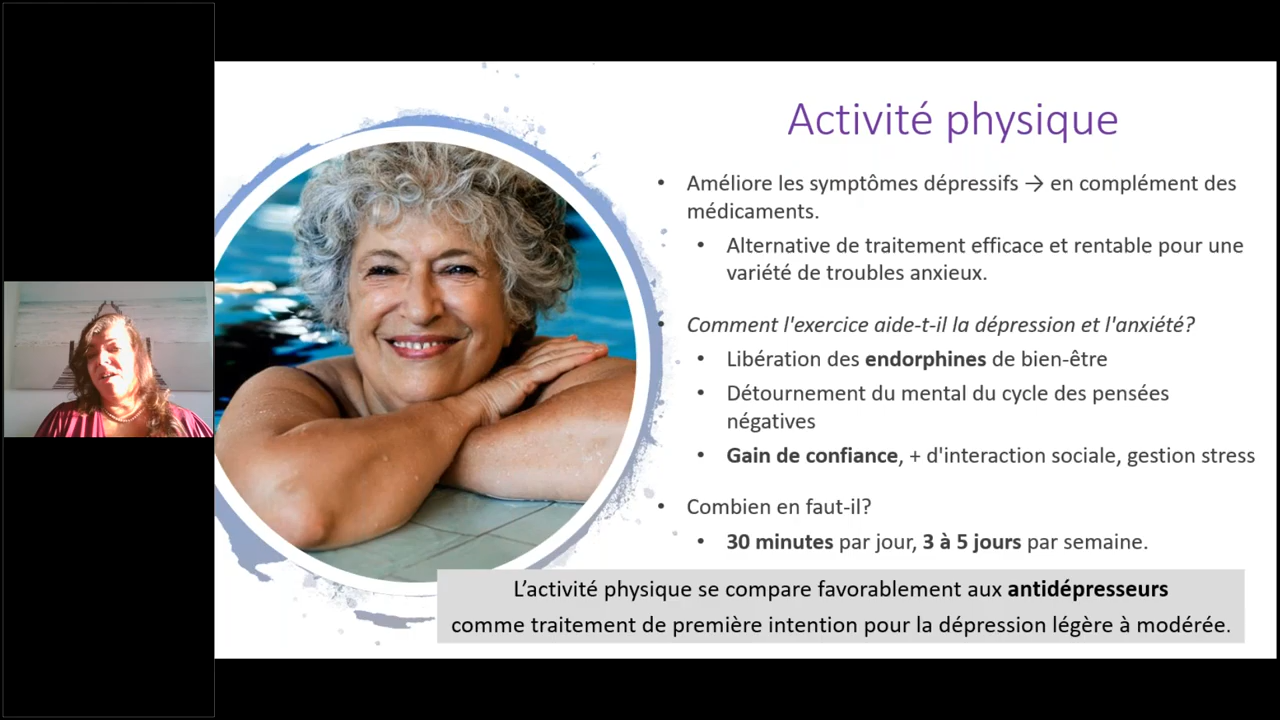 Activité physique
• Améliore les symptômes dépressifs → en complément des
médicaments.
• Alternative de traitement efficace et rentable pour une
variété de troubles anxieux.
• Comment l'exercice aide-t-il la dépression et l'anxiété?
• Libération des endorphines de bien-être
• Détournement du mental du cycle des pensées
négatives
• Gain de confiance, + d'interaction sociale, gestion stress
• Combien en faut-il?
• 30 minutes par jour, 3 à 5 jours par semaine.
L’activité physique se compare favorablement aux antidépresseurs
comme traitement de première intention pour la dépression légère à modérée.